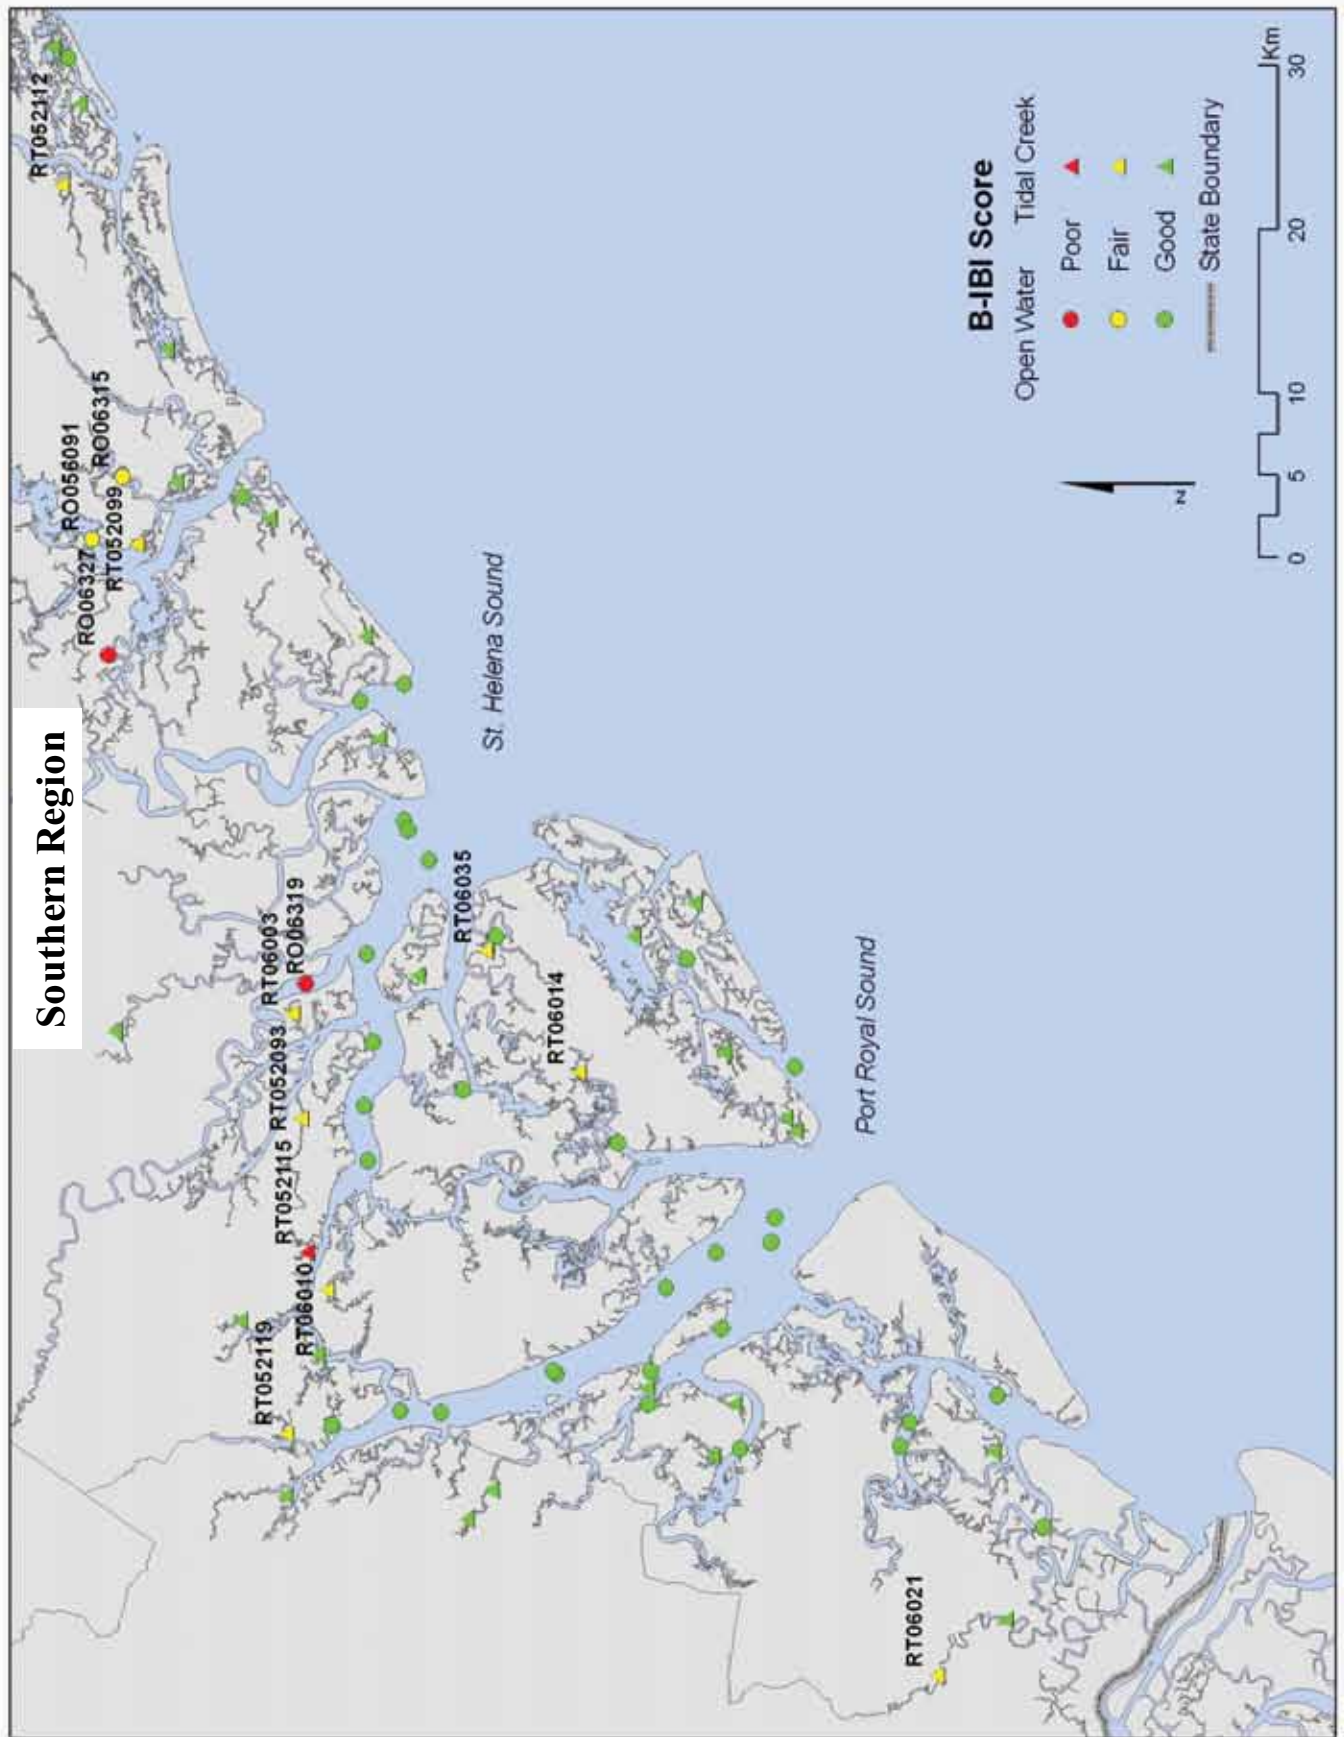 Southern Region
RT052112
RO06315
RO056091
RT052099
RO06327
St. Helena Sound
RT06035
RO06319
RT06003
RT06014
RT052093
RT052115
Port Royal Sound
RT06010
RT052119
RT06021
B-IBI Score
Open Water Tidal Creek
Poor
Fair
Good
State Boundary
N
0 5 10 20 30
Km